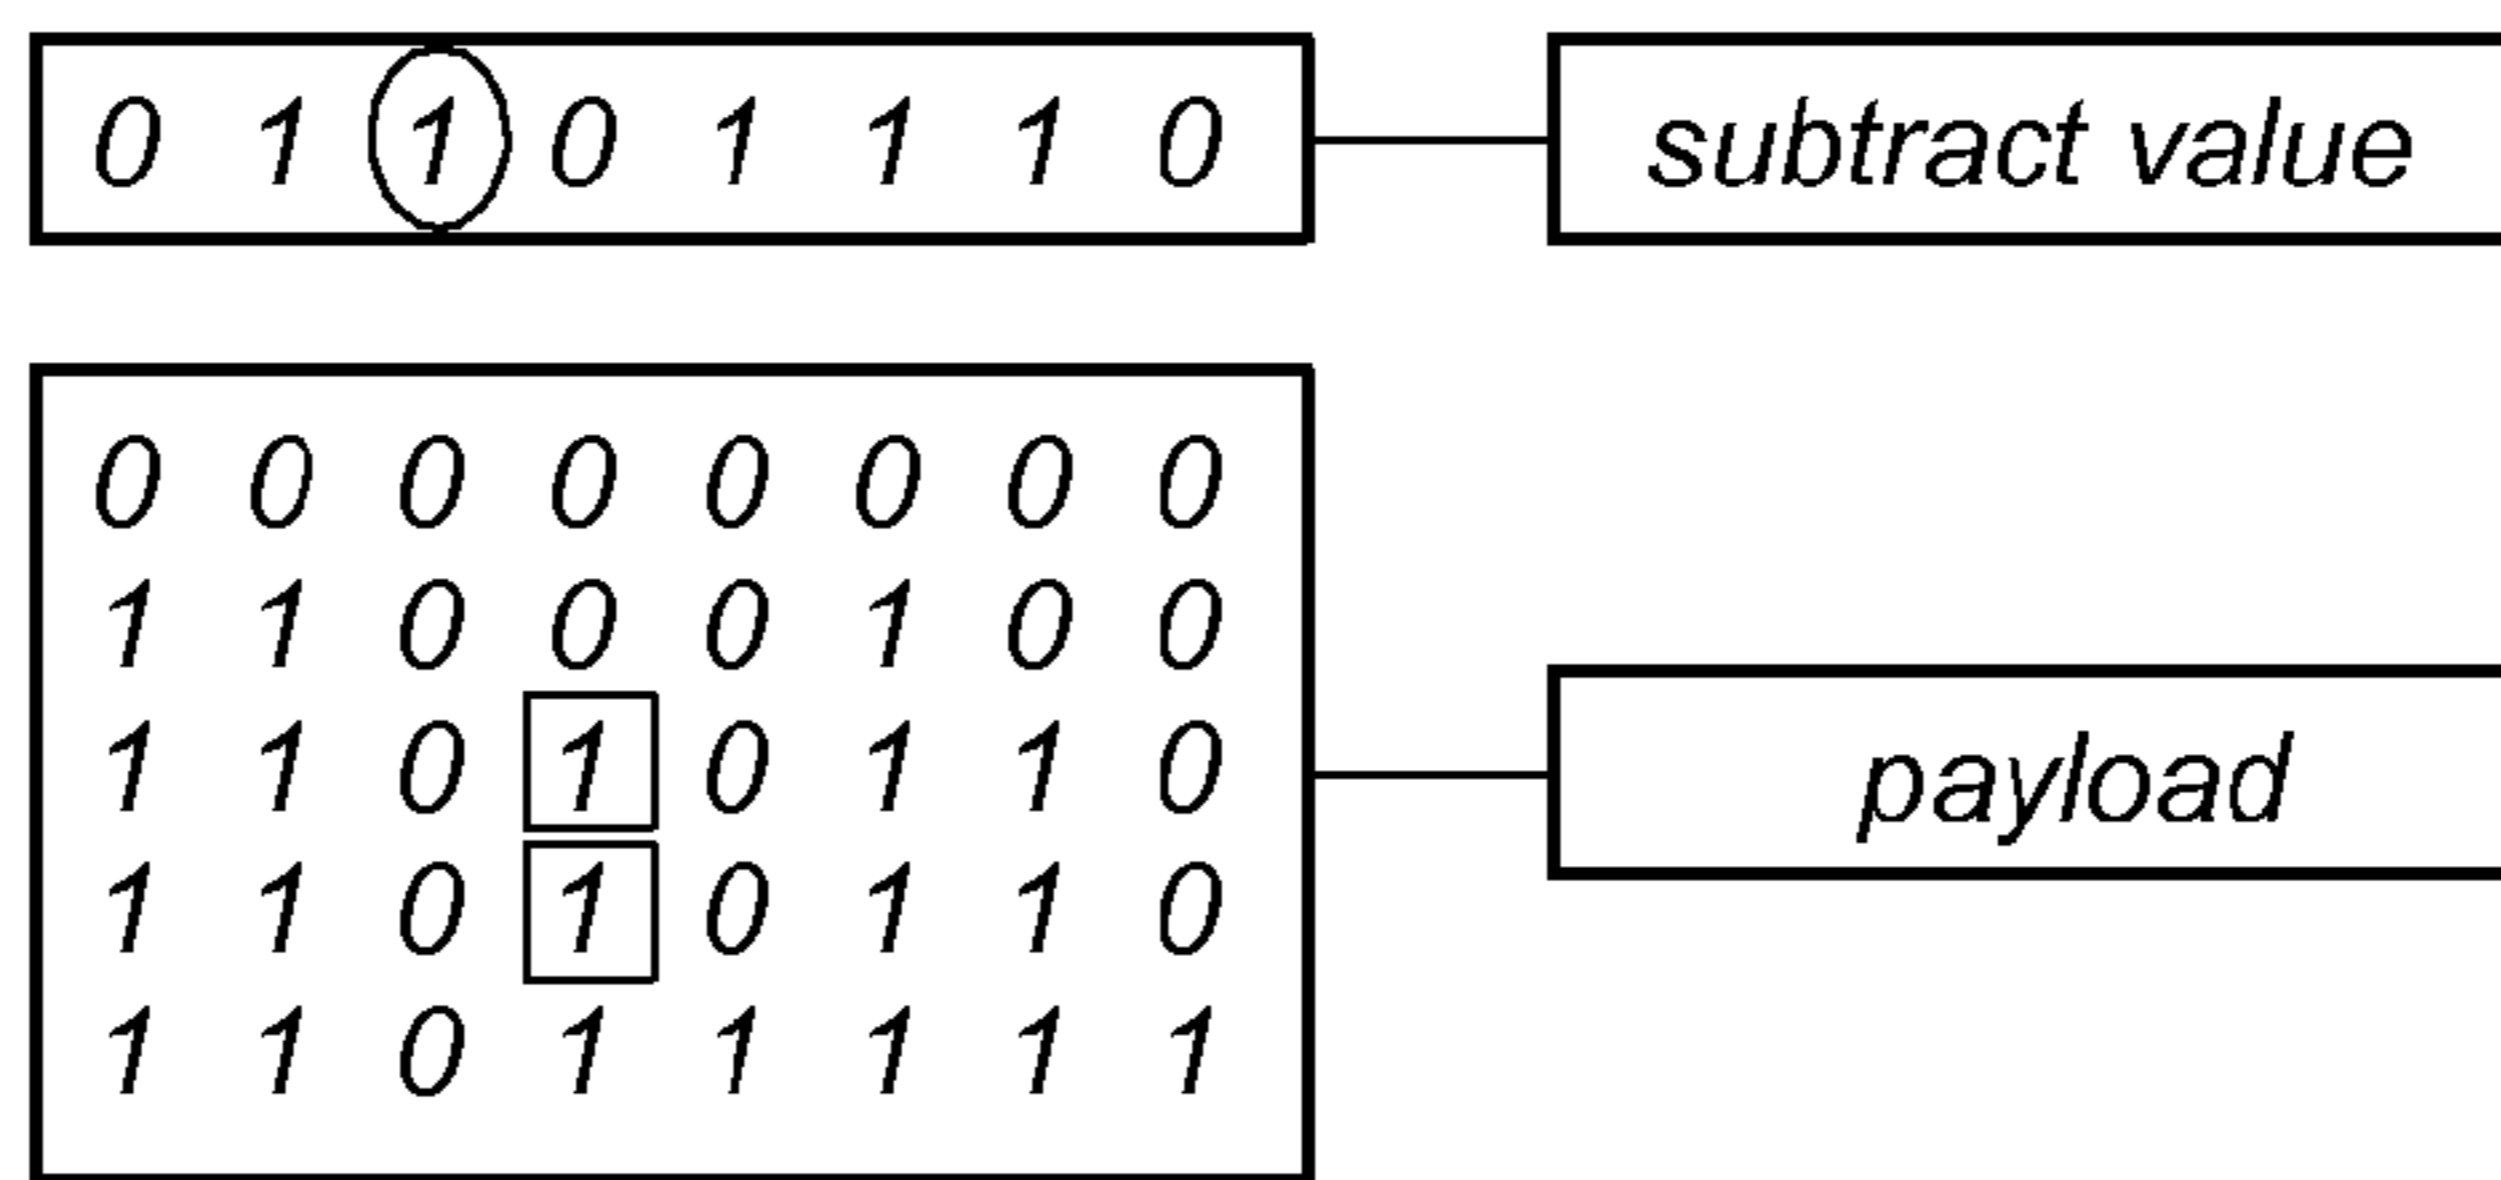 0 1 1 0 1 1 1 0
subtract value
0 0 0 0 0 0 0 0
1 1 0 0 0 1 0 0
1 1 0 1 0 1 1 0
payload
1 1 0 1 0 1 1 0
1 1 0 1 1 1 1 1